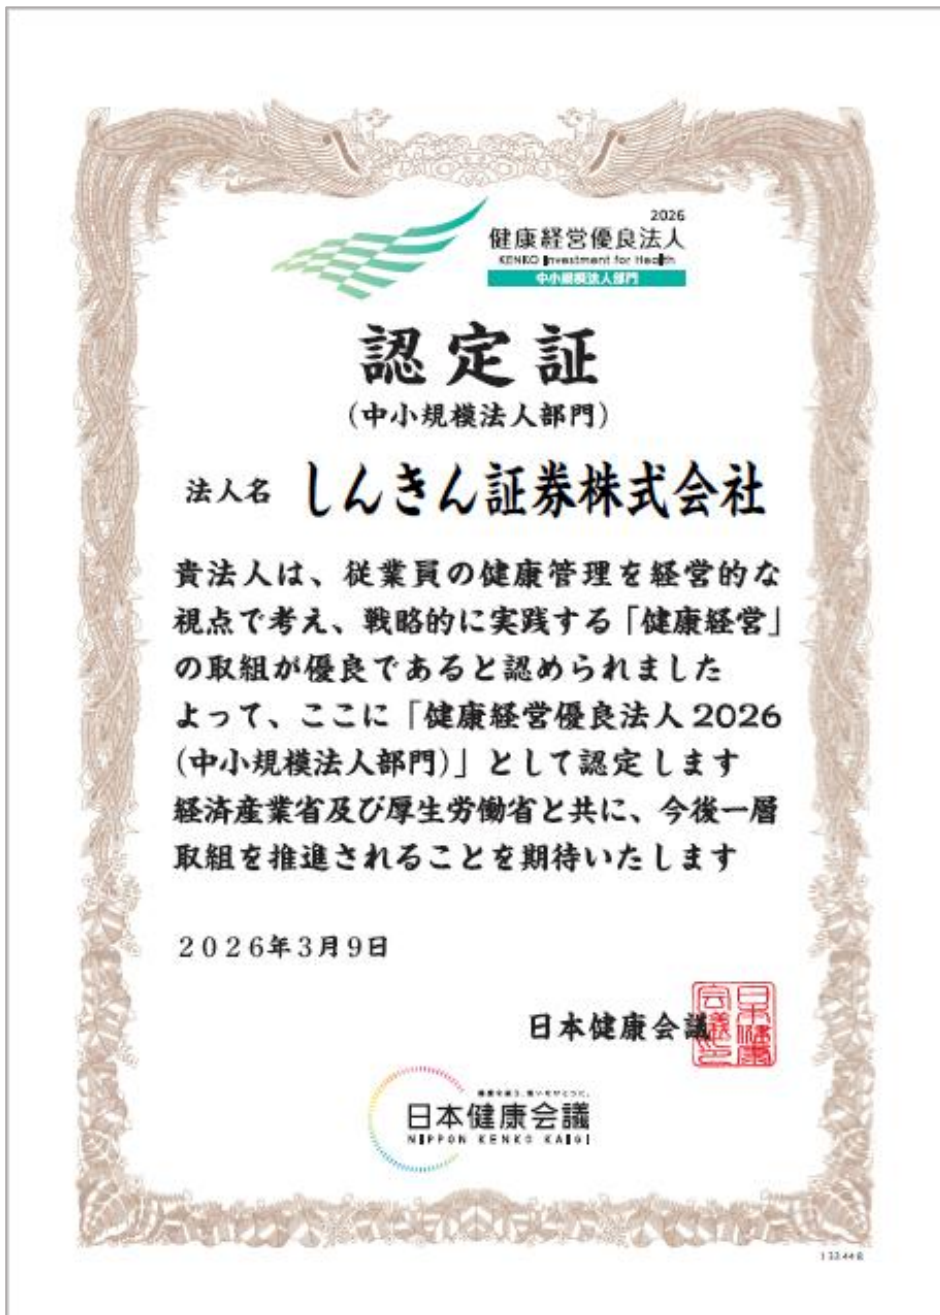 2026
健康経営優良法人
KENKO Investment for Health
中小規模法人部門
認定証
(中小規模法人部門)
法人名 しんきん証券株式会社
貴法人は、従業員の健康管理を経営的な
視点で考え、戦略的に実践する「健康経営」
の取組が優良であると認められました
よって、ここに「健康経営優良法人2026
(中小規模法人部門)」として認定します
経済産業省及び厚生労働省と共に、今後一層
取組を推進されることを期待いたします
2026年3月9日
日本健康会議
日本健康会議
NIPPON KENKO KAIGI